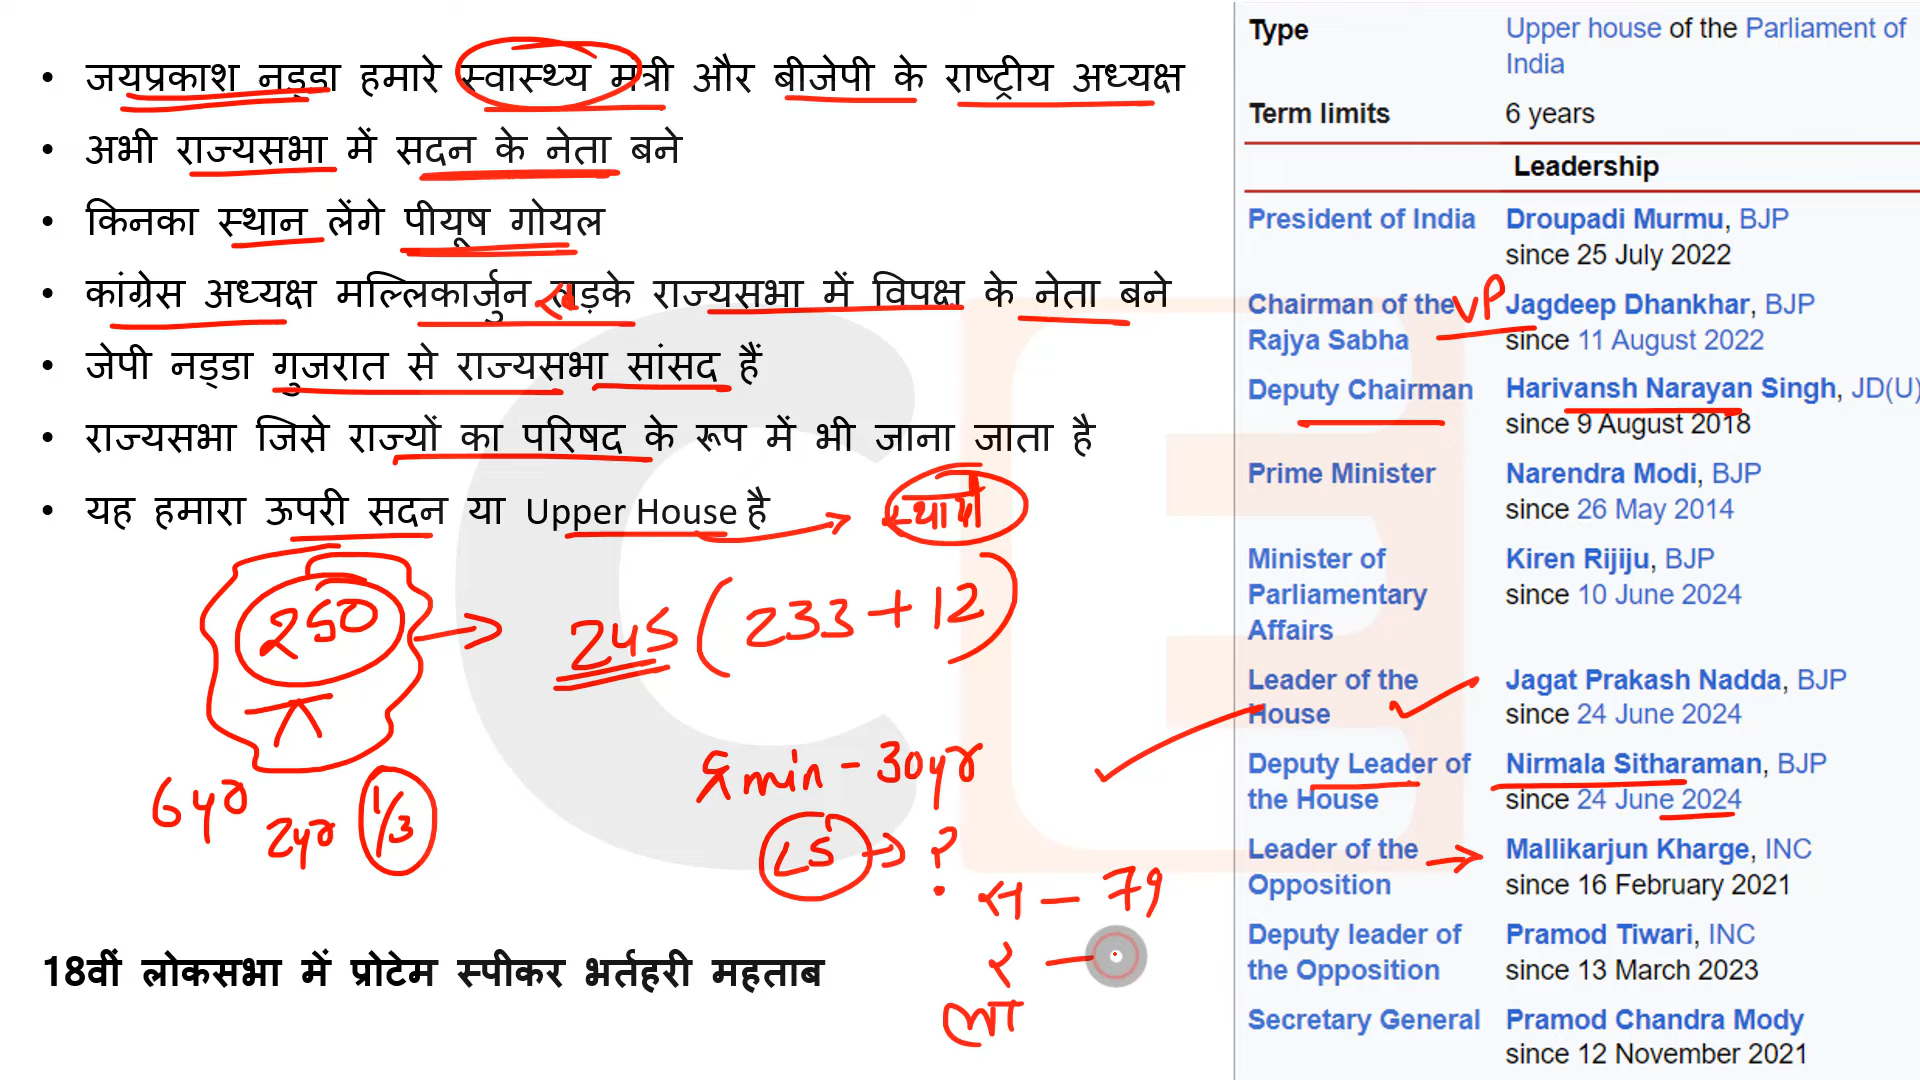 • जयप्रकाश नड्डा हमारे स्वास्थ्य मंत्री और बीजेपी के राष्ट्रीय अध्यक्ष
• अभी राज्यसभा में सदन के नेता बने
• किनका स्थान लेंगे पीयूष गोयल
• कांग्रेस अध्यक्ष मल्लिकार्जुन खड़के राज्यसभा में विपक्ष के नेता बने
• जेपी नड्डा गुजरात से राज्यसभा सांसद हैं
• राज्यसभा जिसे राज्यों का परिषद के रूप में भी जाना जाता है
• यह हमारा ऊपरी सदन या Upper House है
स्थायी
250
245 (233+12)
6yr
2yr
1/3
min - 30yr
LS → ?
79
18वीं लोकसभा में प्रोटेम स्पीकर भर्तहरी महताब
Type Upper house of the Parliament of
India
Term limits 6 years
Leadership
President of India Droupadi Murmu, BJP
since 25 July 2022
Chairman of the VP Jagdeep Dhankhar, BJP
Rajya Sabha since 11 August 2022
Deputy Chairman Harivansh Narayan Singh, JD(U)
since 9 August 2018
Prime Minister Narendra Modi, BJP
since 26 May 2014
Minister of Kiren Rijiju, BJP
Parliamentary since 10 June 2024
Affairs
Leader of the Jagat Prakash Nadda, BJP
House since 24 June 2024
Deputy Leader of Nirmala Sitharaman, BJP
the House since 24 June 2024
Leader of the Mallikarjun Kharge, INC
Opposition since 16 February 2021
Deputy leader of Pramod Tiwari, INC
the Opposition since 13 March 2023
Secretary General Pramod Chandra Mody
since 12 November 2021